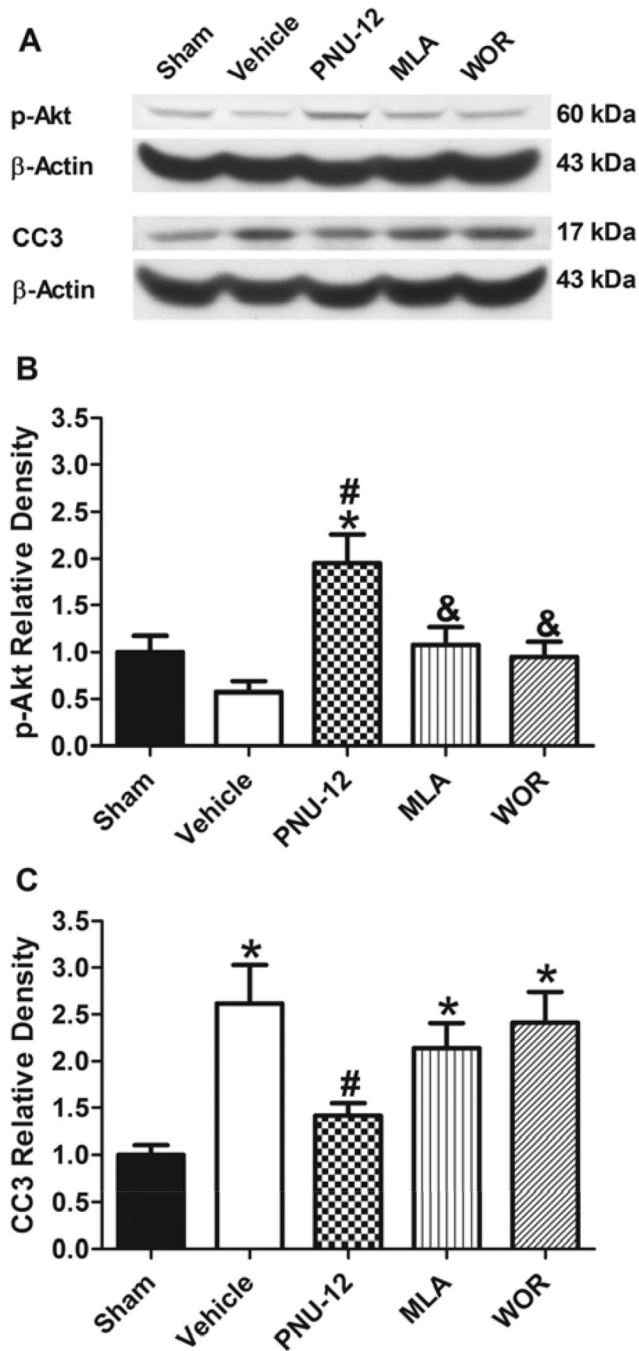 A
Sham Vehicle PNU-12 MLA WOR
p-Akt 60 kDa
β-Actin 43 kDa
CC3 17 kDa
β-Actin 43 kDa
B
p-Akt Relative Density
3.5
3.0
2.5
2.0
1.5
1.0
0.5
0.0
#
*
&
&
Sham Vehicle PNU-12 MLA WOR
C
CC3 Relative Density
3.5
3.0
2.5
2.0
1.5
1.0
0.5
0.0
*
#
*
*
Sham Vehicle PNU-12 MLA WOR